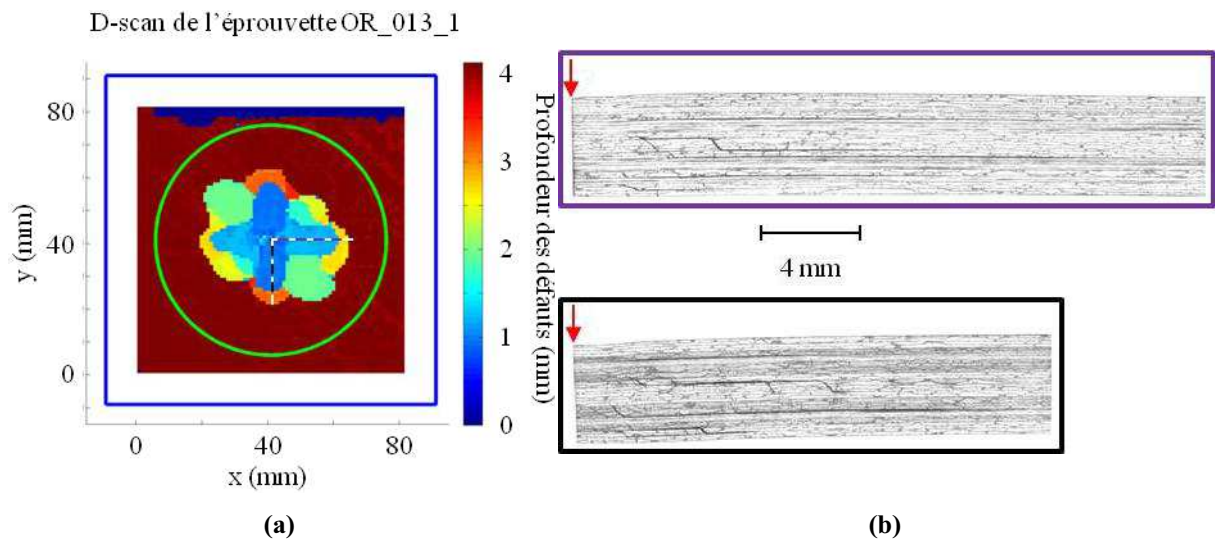 D-scan de l'éprouvette OR_013_1
80
40
0
y (mm)
0
40
80
x (mm)
4
3
2
1
0
Profondeur des défauts (mm)
4 mm
(a)
(b)